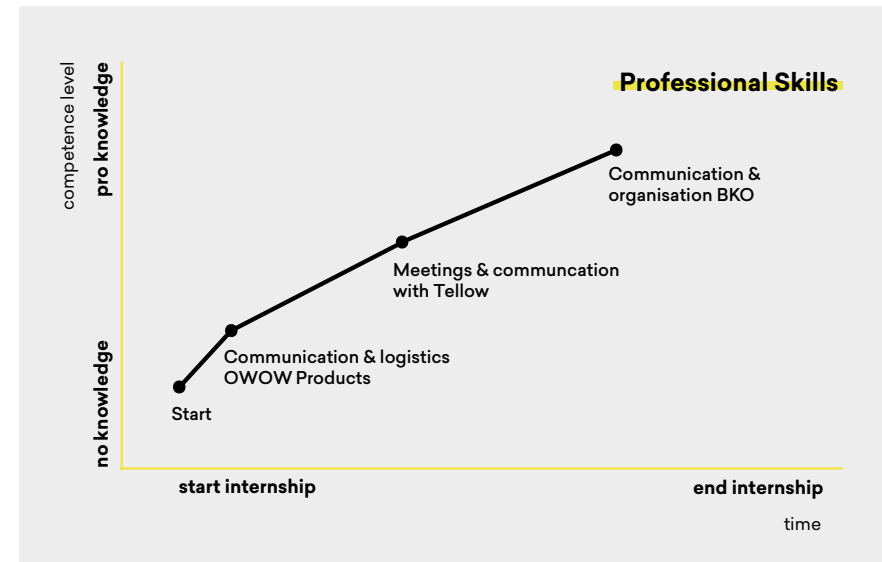 Professional Skills
competence level
pro knowledge
no knowledge
Communication &
organisation BKO
Meetings & communcation
with Tellow
Communication & logistics
OWOW Products
Start
start internship
end internship
time